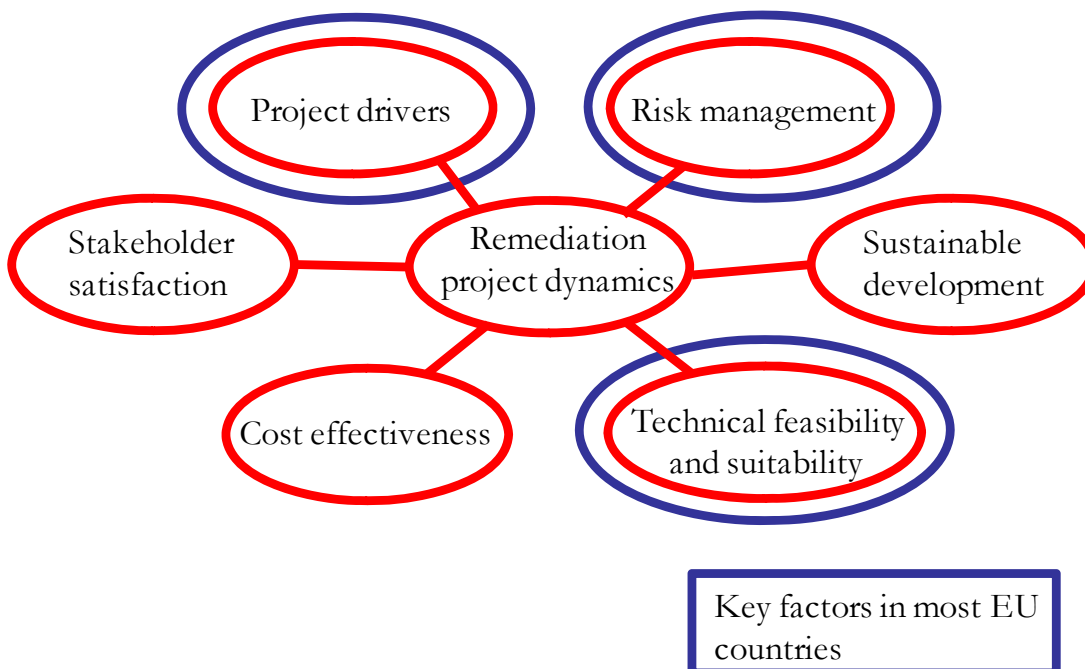 Project drivers
Risk management
Stakeholder
satisfaction
Remediation
project dynamics
Sustainable
development
Cost effectiveness
Technical feasibility
and suitability
Key factors in most EU
countries